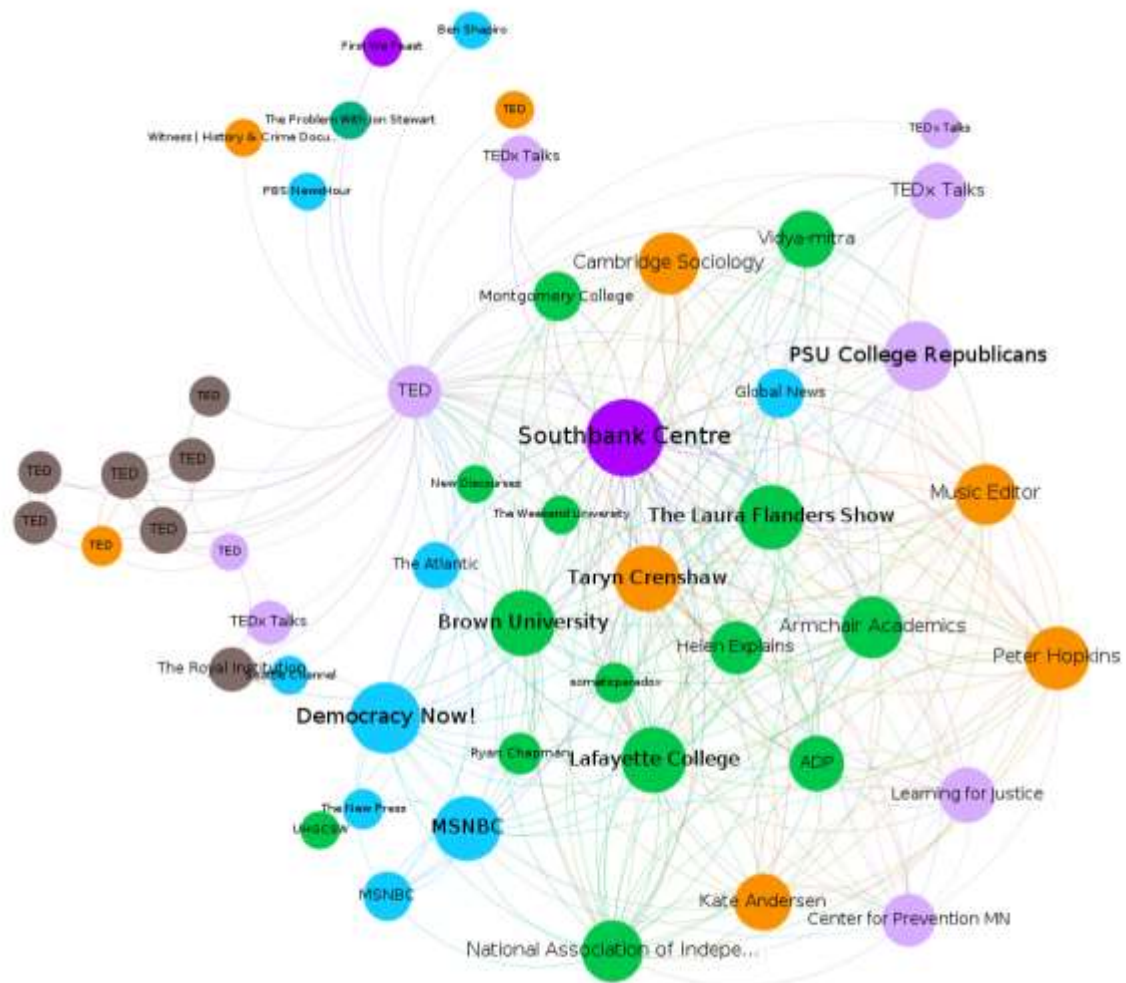 Ben Shapiro
First We Feast
TED
The Problem With Jon Stewart
TEDx Talks
Witness | History & Crime Docu...
TEDx Talks
PBS NewsHour
TEDx Talks
Vidya-mitra
Cambridge Sociology
Montgomery College
PSU College Republicans
TED
Global News
TED
Southbank Centre
TED
TED
TED
New Discourses
Music Editor
The Weekend University
The Laura Flanders Show
TED
TED
TED
TED
The Atlantic
Taryn Crenshaw
TEDx Talks
Brown University
Armchair Academics
Helen Explains
Peter Hopkins
The Royal Institution
somaticparadox
Democracy Now!
Ryan Chapman
Lafayette College
ADP
Learning for Justice
The New Press
MSNBC
MSNBC
Kate Andersen
Center for Prevention MN
National Association of Indepe...